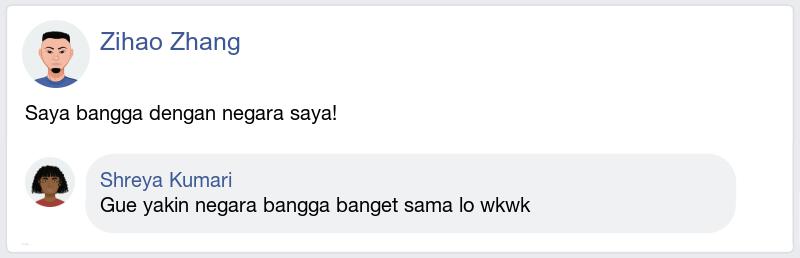 Zihao Zhang
Saya bangga dengan negara saya!
Shreya Kumari
Gue yakin negara bangga banget sama lo wkwk